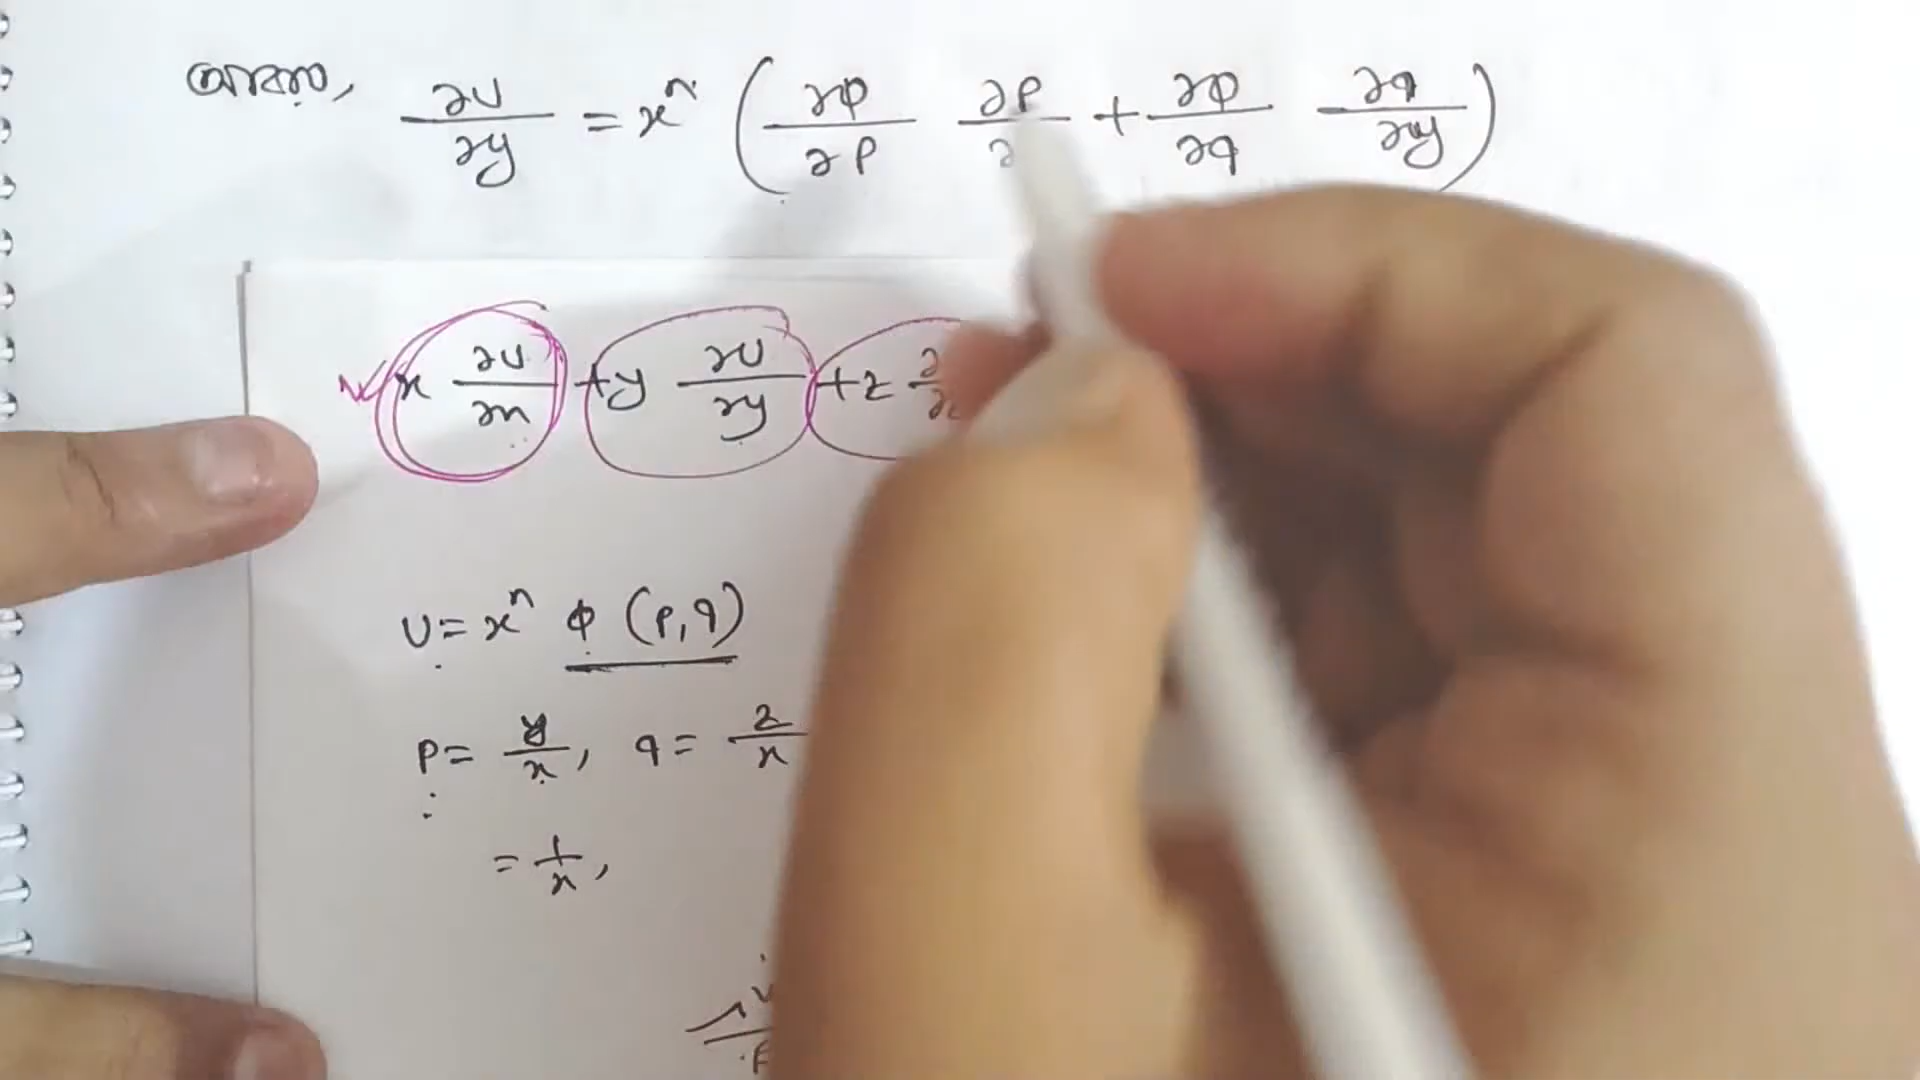 আবার, ∂U/∂y = xⁿ (∂φ/∂P ∂P/∂ + ∂φ/∂q ∂q/∂y)
x ∂U/∂x + y ∂U/∂y + z ∂
U = xⁿ φ (P,q)
P = y/x, q = z/x
= 1/x,